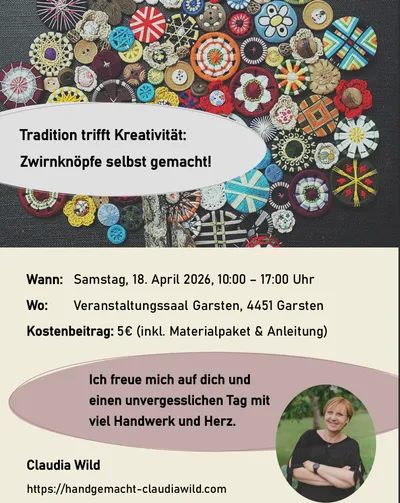 Tradition trifft Kreativität:
Zwirnknöpfe selbst gemacht!
Wann: Samstag, 18. April 2026, 10:00 – 17:00 Uhr
Wo: Veranstaltungssaal Garsten, 4451 Garsten
Kostenbeitrag: 5€ (inkl. Materialpaket & Anleitung)
Ich freue mich auf dich und
einen unvergesslichen Tag mit
viel Handwerk und Herz.
Claudia Wild
https://handgemacht-claudiawild.com